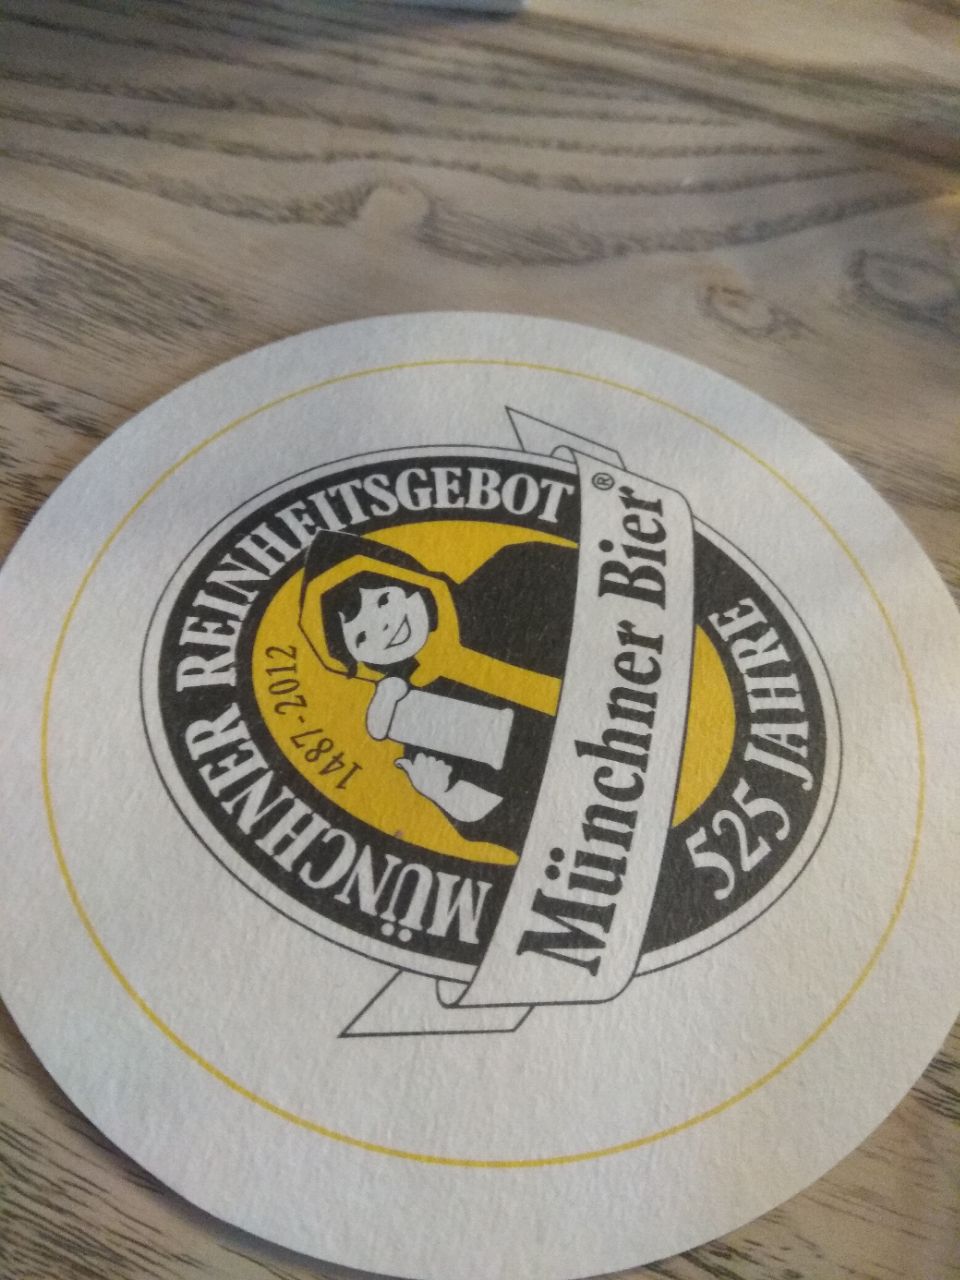 MÜNCHNER REINHEITSGEBOT
1487-2012
Münchner Bier®
525 JAHRE